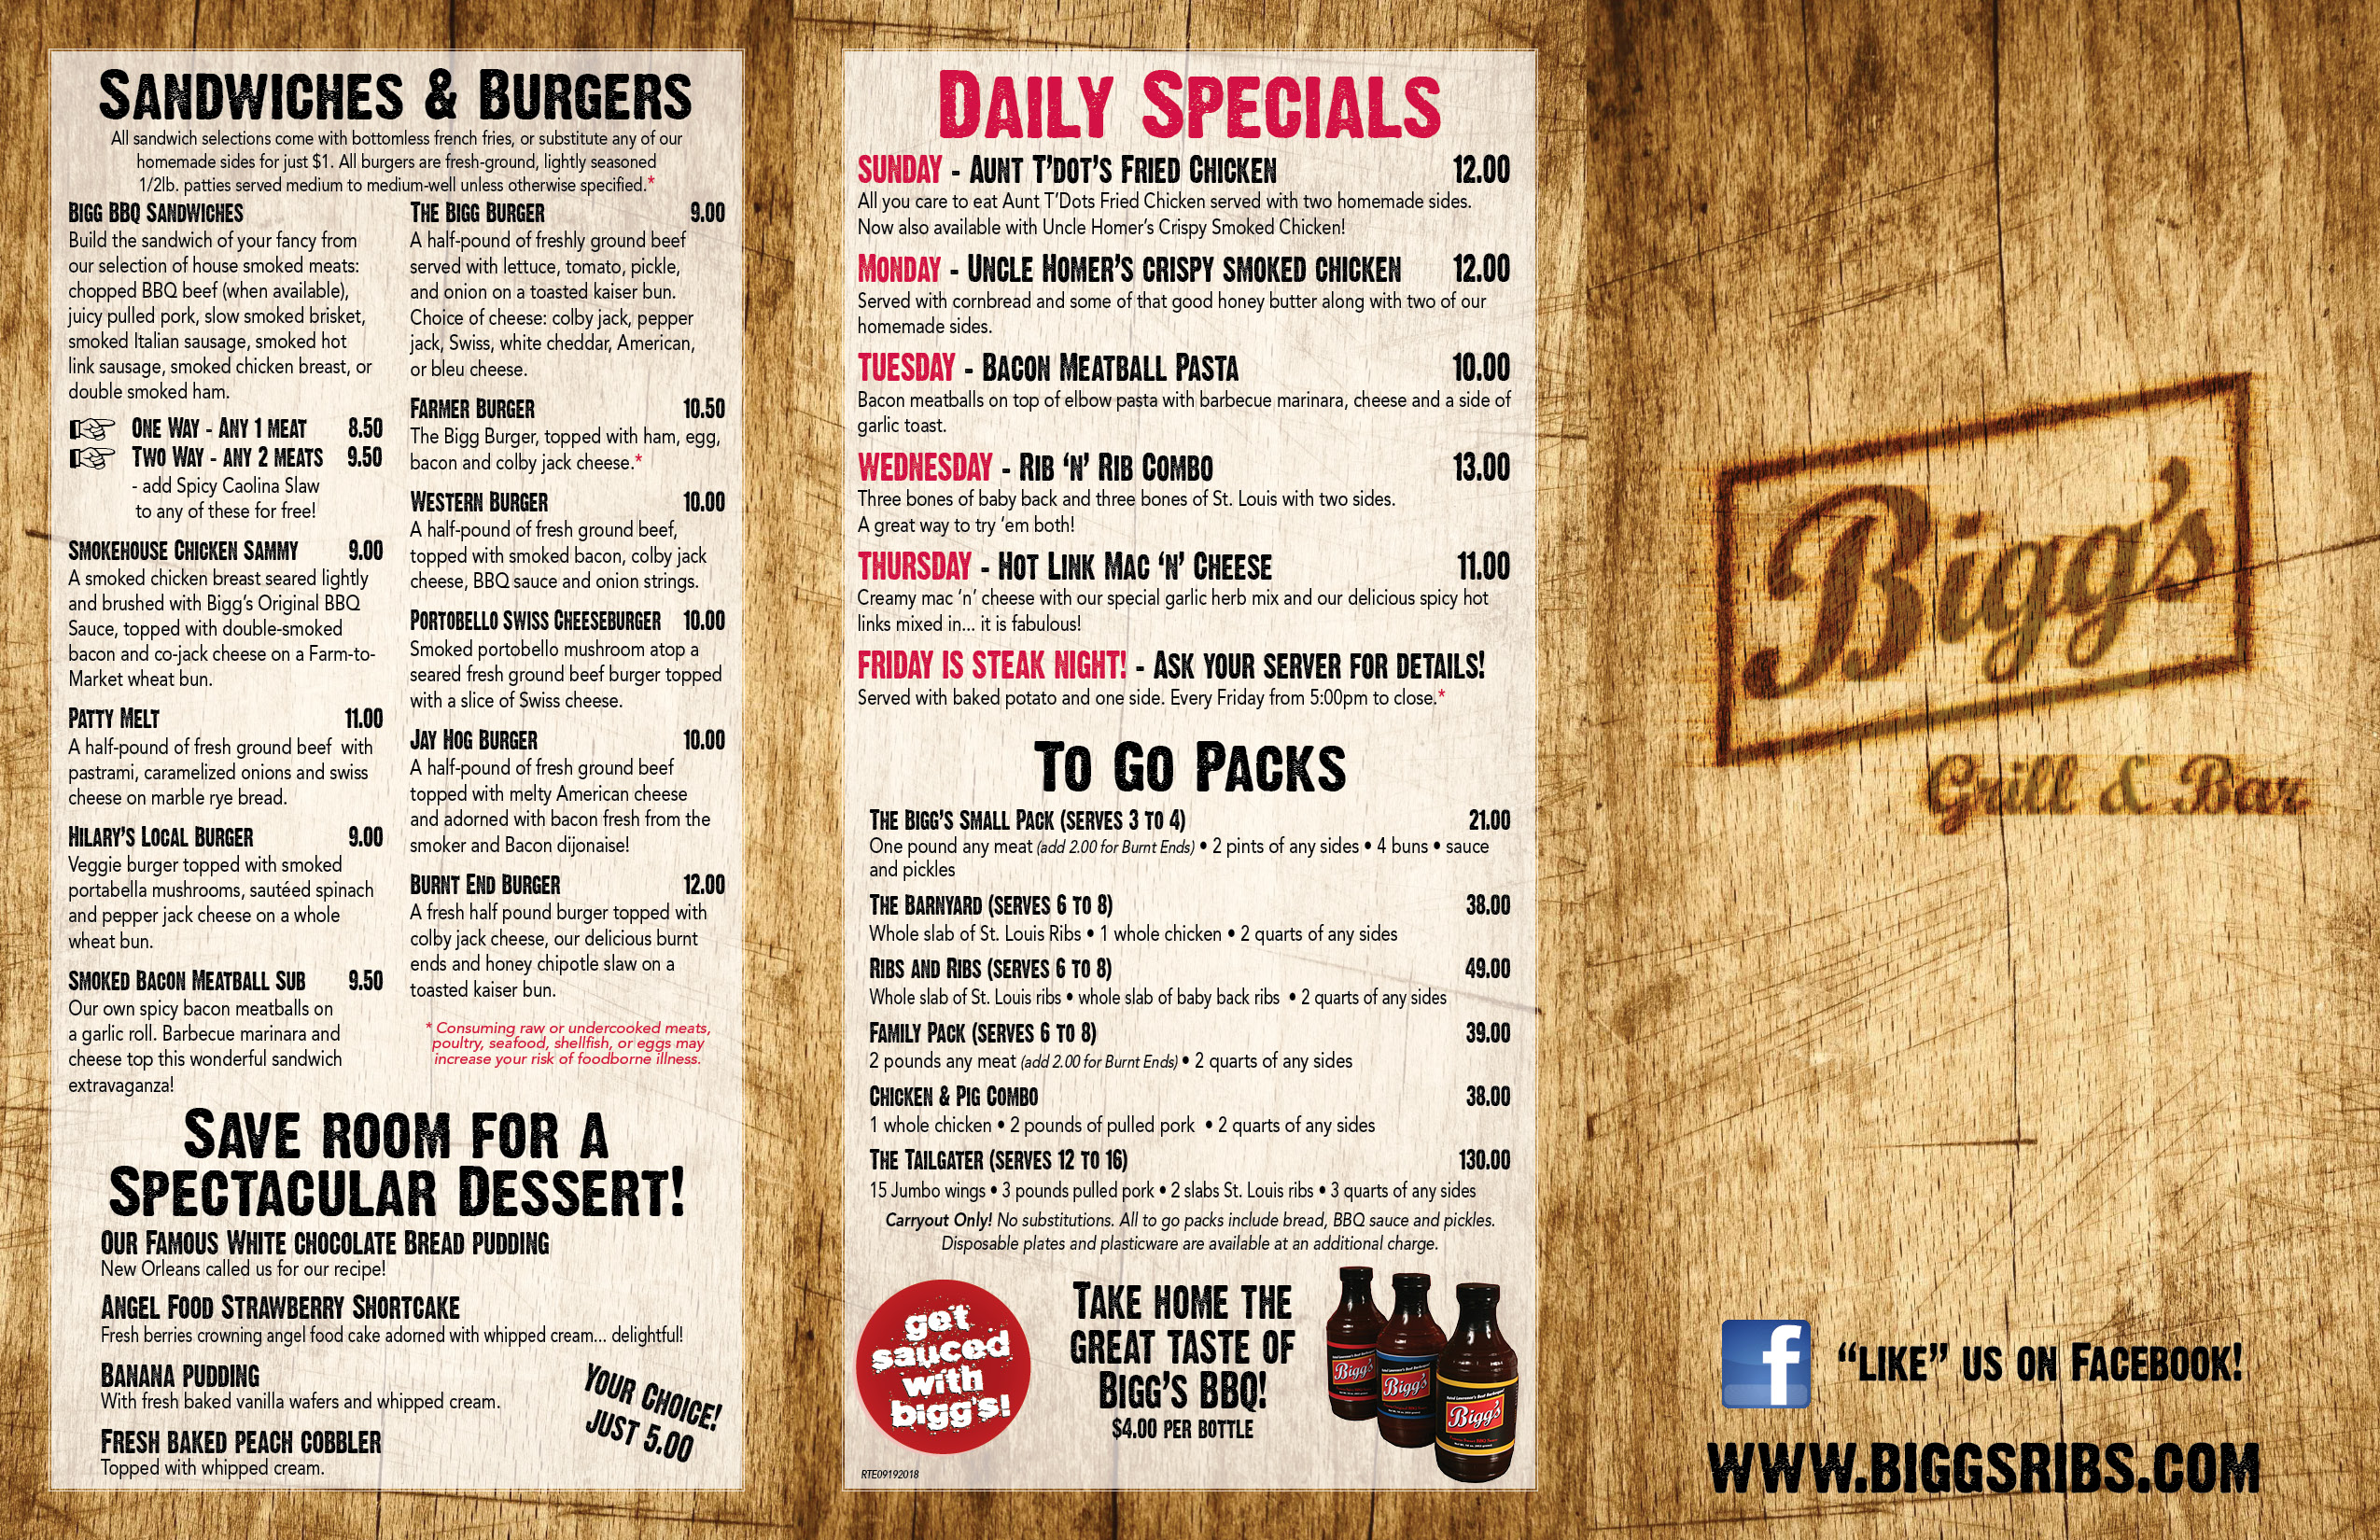 Sandwiches & Burgers
All sandwich selections come with bottomless french fries, or substitute any of our
homemade sides for just $1. All burgers are fresh-ground, lightly seasoned
1/2lb. patties served medium to medium-well unless otherwise specified.*
Bigg BBQ Sandwiches
Build the sandwich of your fancy from
our selection of house smoked meats:
chopped BBQ beef (when available),
juicy pulled pork, slow smoked brisket,
smoked Italian sausage, smoked hot
link sausage, smoked chicken breast, or
double smoked ham.
One Way - Any 1 meat 8.50
Two Way - any 2 meats 9.50
- add Spicy Caolina Slaw
to any of these for free!
Smokehouse Chicken Sammy 9.00
A smoked chicken breast seared lightly
and brushed with Bigg's Original BBQ
Sauce, topped with double-smoked
bacon and co-jack cheese on a Farm-to-
Market wheat bun.
Patty Melt 11.00
A half-pound of fresh ground beef with
pastrami, caramelized onions and swiss
cheese on marble rye bread.
Hilary's Local Burger 9.00
Veggie burger topped with smoked
portabella mushrooms, sautéed spinach
and pepper jack cheese on a whole
wheat bun.
Smoked Bacon Meatball Sub 9.50
Our own spicy bacon meatballs on
a garlic roll. Barbecue marinara and
cheese top this wonderful sandwich
extravaganza!
The Bigg Burger 9.00
A half-pound of freshly ground beef
served with lettuce, tomato, pickle,
and onion on a toasted kaiser bun.
Choice of cheese: colby jack, pepper
jack, Swiss, white cheddar, American,
or bleu cheese.
Farmer Burger 10.50
The Bigg Burger, topped with ham, egg,
bacon and colby jack cheese.*
Western Burger 10.00
A half-pound of fresh ground beef,
topped with smoked bacon, colby jack
cheese, BBQ sauce and onion strings.
Portobello Swiss Cheeseburger 10.00
Smoked portobello mushroom atop a
seared fresh ground beef burger topped
with a slice of Swiss cheese.
Jay Hog Burger 10.00
A half-pound of fresh ground beef
topped with melty American cheese
and adorned with bacon fresh from the
smoker and Bacon dijonaise!
Burnt End Burger 12.00
A fresh half pound burger topped with
colby jack cheese, our delicious burnt
ends and honey chipotle slaw on a
toasted kaiser bun.
* Consuming raw or undercooked meats,
poultry, seafood, shellfish, or eggs may
increase your risk of foodborne illness.
Save room for a
Spectacular Dessert!
Our Famous White chocolate Bread pudding
New Orleans called us for our recipe!
Angel Food Strawberry Shortcake
Fresh berries crowning angel food cake adorned with whipped cream... delightful!
Banana pudding
With fresh baked vanilla wafers and whipped cream.
Fresh baked peach cobbler
Topped with whipped cream.
Your choice!
Just 5.00
Daily Specials
Sunday - Aunt T'dot's Fried Chicken 12.00
All you care to eat Aunt T'Dots Fried Chicken served with two homemade sides.
Now also available with Uncle Homer's Crispy Smoked Chicken!
Monday - Uncle Homer's crispy smoked chicken 12.00
Served with cornbread and some of that good honey butter along with two of our
homemade sides.
Tuesday - Bacon Meatball Pasta 10.00
Bacon meatballs on top of elbow pasta with barbecue marinara, cheese and a side of
garlic toast.
Wednesday - Rib 'n' Rib Combo 13.00
Three bones of baby back and three bones of St. Louis with two sides.
A great way to try 'em both!
Thursday - Hot Link Mac 'n' Cheese 11.00
Creamy mac 'n' cheese with our special garlic herb mix and our delicious spicy hot
links mixed in... it is fabulous!
Friday is steak night! - Ask your server for details!
Served with baked potato and one side. Every Friday from 5:00pm to close.*
To Go Packs
The Bigg's Small Pack (serves 3 to 4) 21.00
One pound any meat (add 2.00 for Burnt Ends) • 2 pints of any sides • 4 buns • sauce
and pickles
The Barnyard (serves 6 to 8) 38.00
Whole slab of St. Louis Ribs • 1 whole chicken • 2 quarts of any sides
Ribs and Ribs (serves 6 to 8) 49.00
Whole slab of St. Louis ribs • whole slab of baby back ribs • 2 quarts of any sides
Family Pack (serves 6 to 8) 39.00
2 pounds any meat (add 2.00 for Burnt Ends) • 2 quarts of any sides
Chicken & Pig Combo 38.00
1 whole chicken • 2 pounds of pulled pork • 2 quarts of any sides
The Tailgater (serves 12 to 16) 130.00
15 Jumbo wings • 3 pounds pulled pork • 2 slabs St. Louis ribs • 3 quarts of any sides
Carryout Only! No substitutions. All to go packs include bread, BBQ sauce and pickles.
Disposable plates and plasticware are available at an additional charge.
get
sauced
with
bigg's!
Take home the
great taste of
Bigg's BBQ!
$4.00 per bottle
Bigg's
Bigg's
Bigg's
RTE09192018
Bigg's
Grill & Bar
f
"like" us on Facebook!
www.biggsribs.com